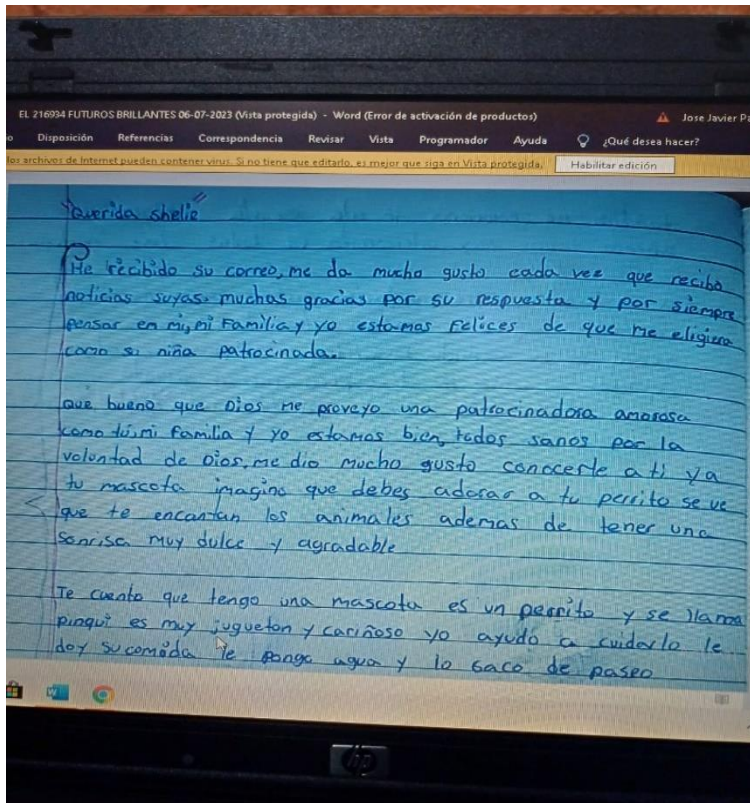 EL 216934 FUTUROS BRILLANTES 06-07-2023 (Vista protegida) - Word (Error de activación de productos)
Jose Javier
Disposición Referencias Correspondencia Revisar Vista Programador Ayuda ¿Qué desea hacer?
los archivos de Internet pueden contener virus. Si no tiene que editarlo, es mejor que siga en Vista protegida. Habilitar edición
"Querida shelie"
He recibido su correo, me da mucho gusto cada vez que recibo
noticias suyas. muchas gracias por su respuesta y por siempre
pensar en mi, mi Familia y yo estamos Felices de que me eligiera
como su niña patrocinada.
Que bueno que Dios me proveyo una patrocinadora amorosa
como tú, mi familia y yo estamos bien, todos sanos por la
voluntad de Dios, me dio mucho gusto conocerte a ti y a
tu mascota imagino que debes adorar a tu perrito se ve
que te encantan los animales ademas de tener una
sonrisa muy dulce y agradable
Te cuento que tengo una mascota es un perrito y se llama
pinqui es muy jugueton y cariñoso yo ayudo a cuidarlo le
doy su comida le pongo agua y lo saco de paseo
hp